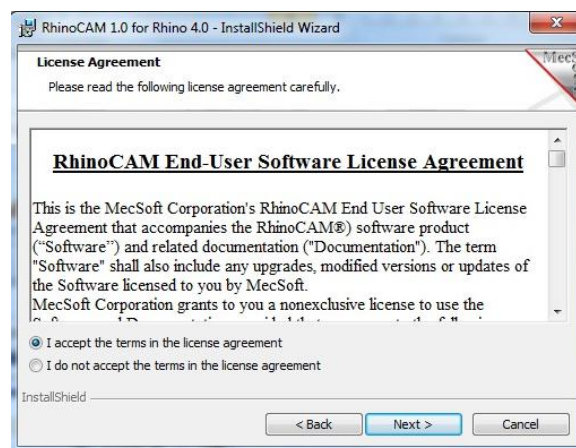 RhinoCAM 1.0 for Rhino 4.0 - InstallShield Wizard
License Agreement
Please read the following license agreement carefully.
RhinoCAM End-User Software License Agreement
This is the MecSoft Corporation's RhinoCAM End User Software License
Agreement that accompanies the RhinoCAM®) software product
(“Software”) and related documentation ("Documentation"). The term
"Software" shall also include any upgrades, modified versions or updates of
the Software licensed to you by MecSoft.
MecSoft Corporation grants to you a nonexclusive license to use the
I accept the terms in the license agreement
I do not accept the terms in the license agreement
InstallShield
< Back
Next >
Cancel